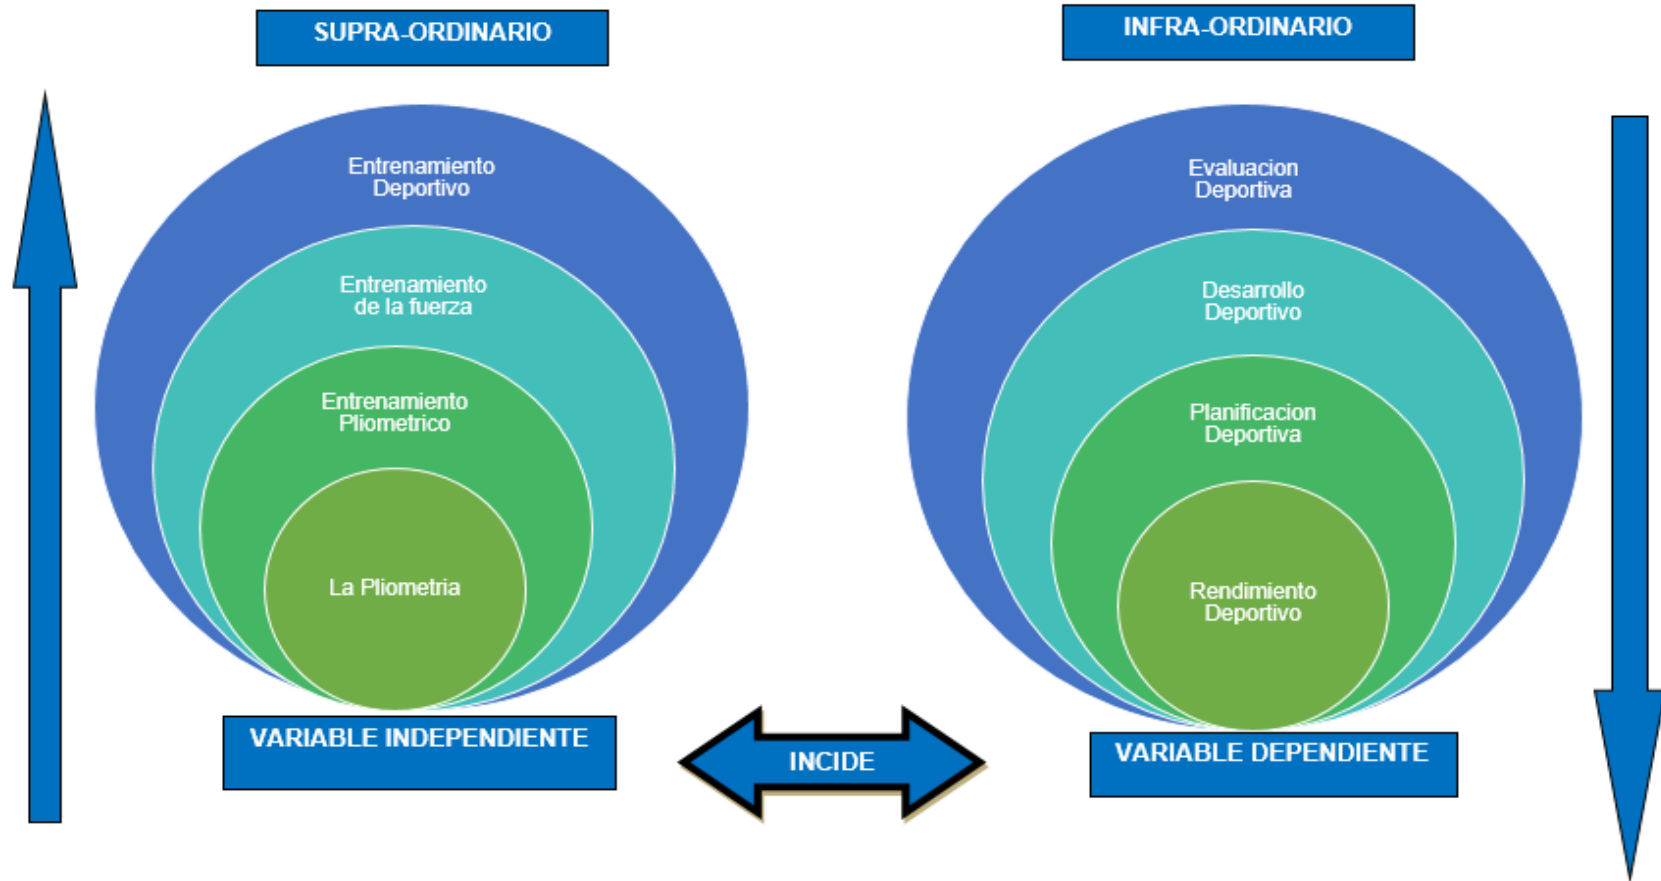 SUPRA-ORDINARIO
INFRA-ORDINARIO
Entrenamiento
Deportivo
Entrenamiento
de la fuerza
Entrenamiento
Pliometrico
La Pliometria
VARIABLE INDEPENDIENTE
Evaluacion
Deportiva
Desarrollo
Deportivo
Planificacion
Deportiva
Rendimiento
Deportivo
VARIABLE DEPENDIENTE
INCIDE